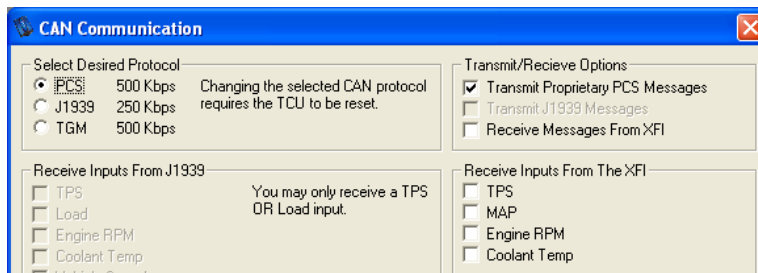 CAN Communication
Select Desired Protocol
PCS 500 Kbps
J1939 250 Kbps
TGM 500 Kbps
Changing the selected CAN protocol
requires the TCU to be reset.
Transmit/Recieve Options
Transmit Proprietary PCS Messages
Transmit J1939 Messages
Receive Messages From XFI
Receive Inputs From J1939
TPS
Load
Engine RPM
Coolant Temp
You may only receive a TPS
OR Load input.
Receive Inputs From The XFI
TPS
MAP
Engine RPM
Coolant Temp